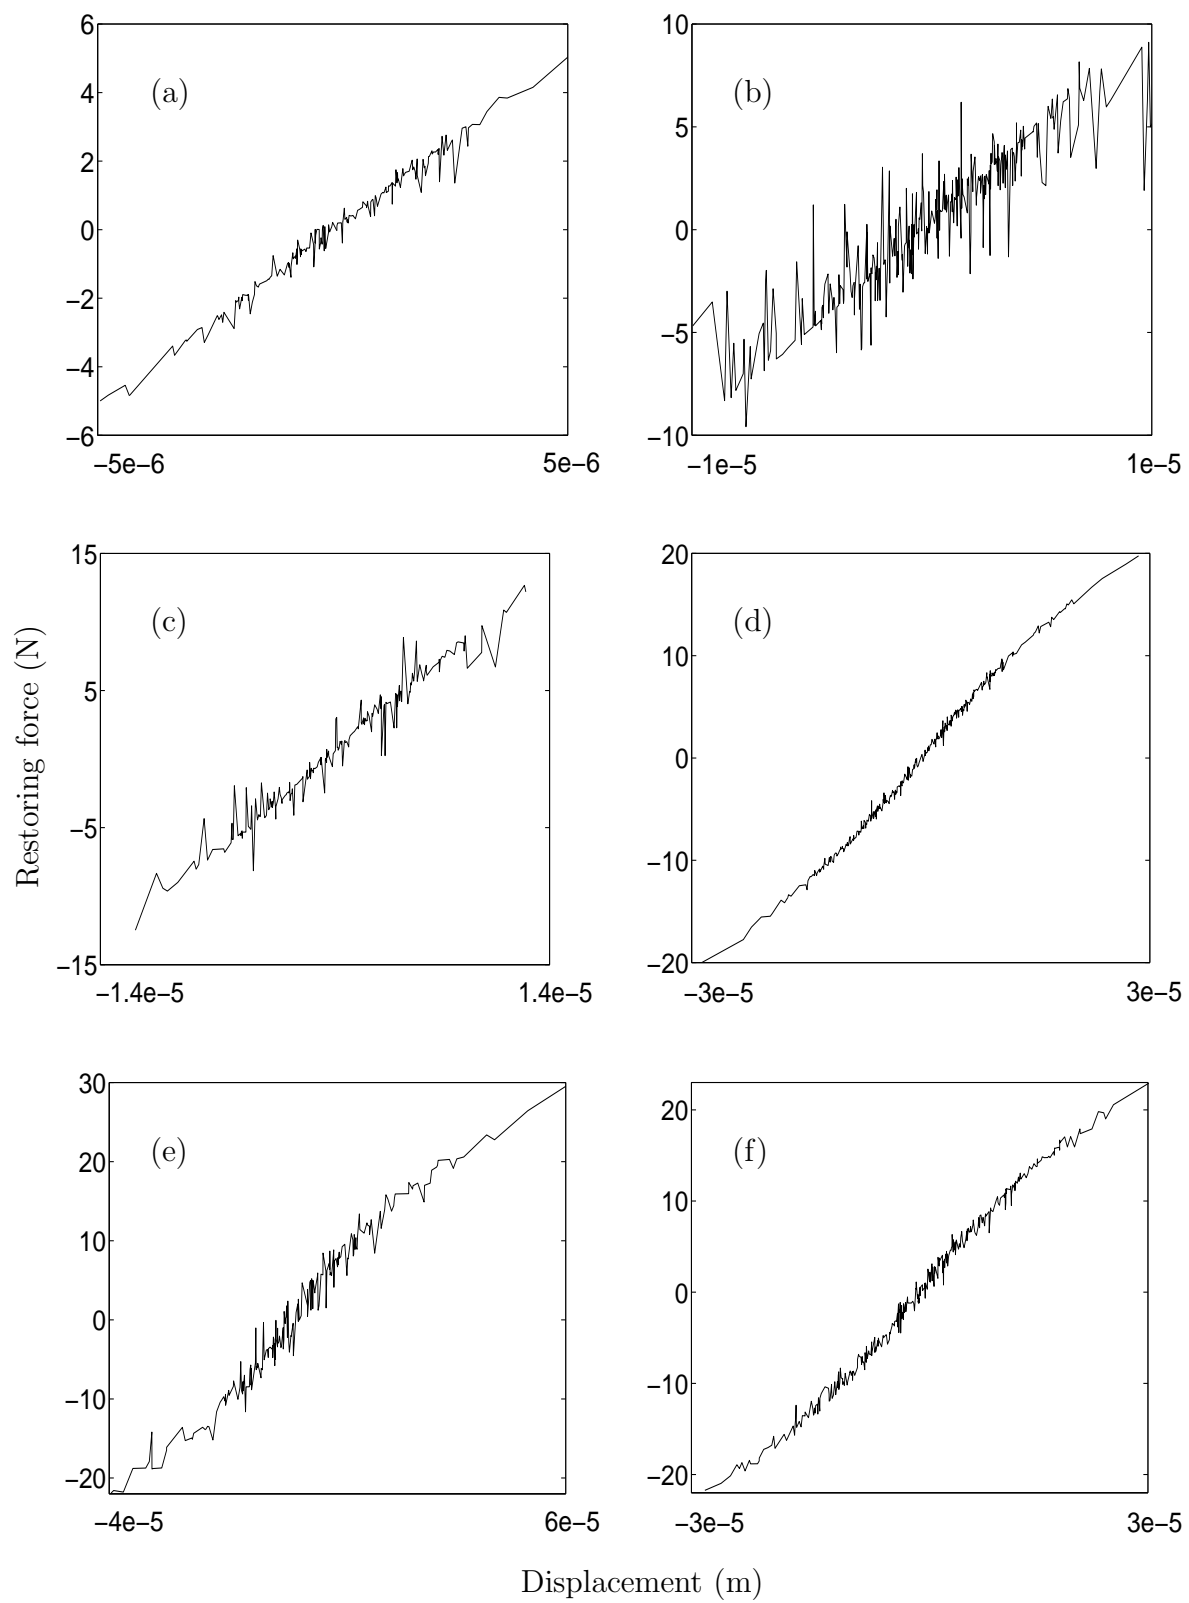 6
4
2
0
−2
−4
−6
(a)
−5e−6
5e−6
10
5
0
−5
−10
(b)
−1e−5
1e−5
15
5
−5
−15
(c)
−1.4e−5
1.4e−5
20
10
0
−10
−20
(d)
−3e−5
3e−5
30
20
10
0
−10
−20
(e)
−4e−5
6e−5
20
10
0
−10
−20
(f)
−3e−5
3e−5
Restoring force (N)
Displacement (m)